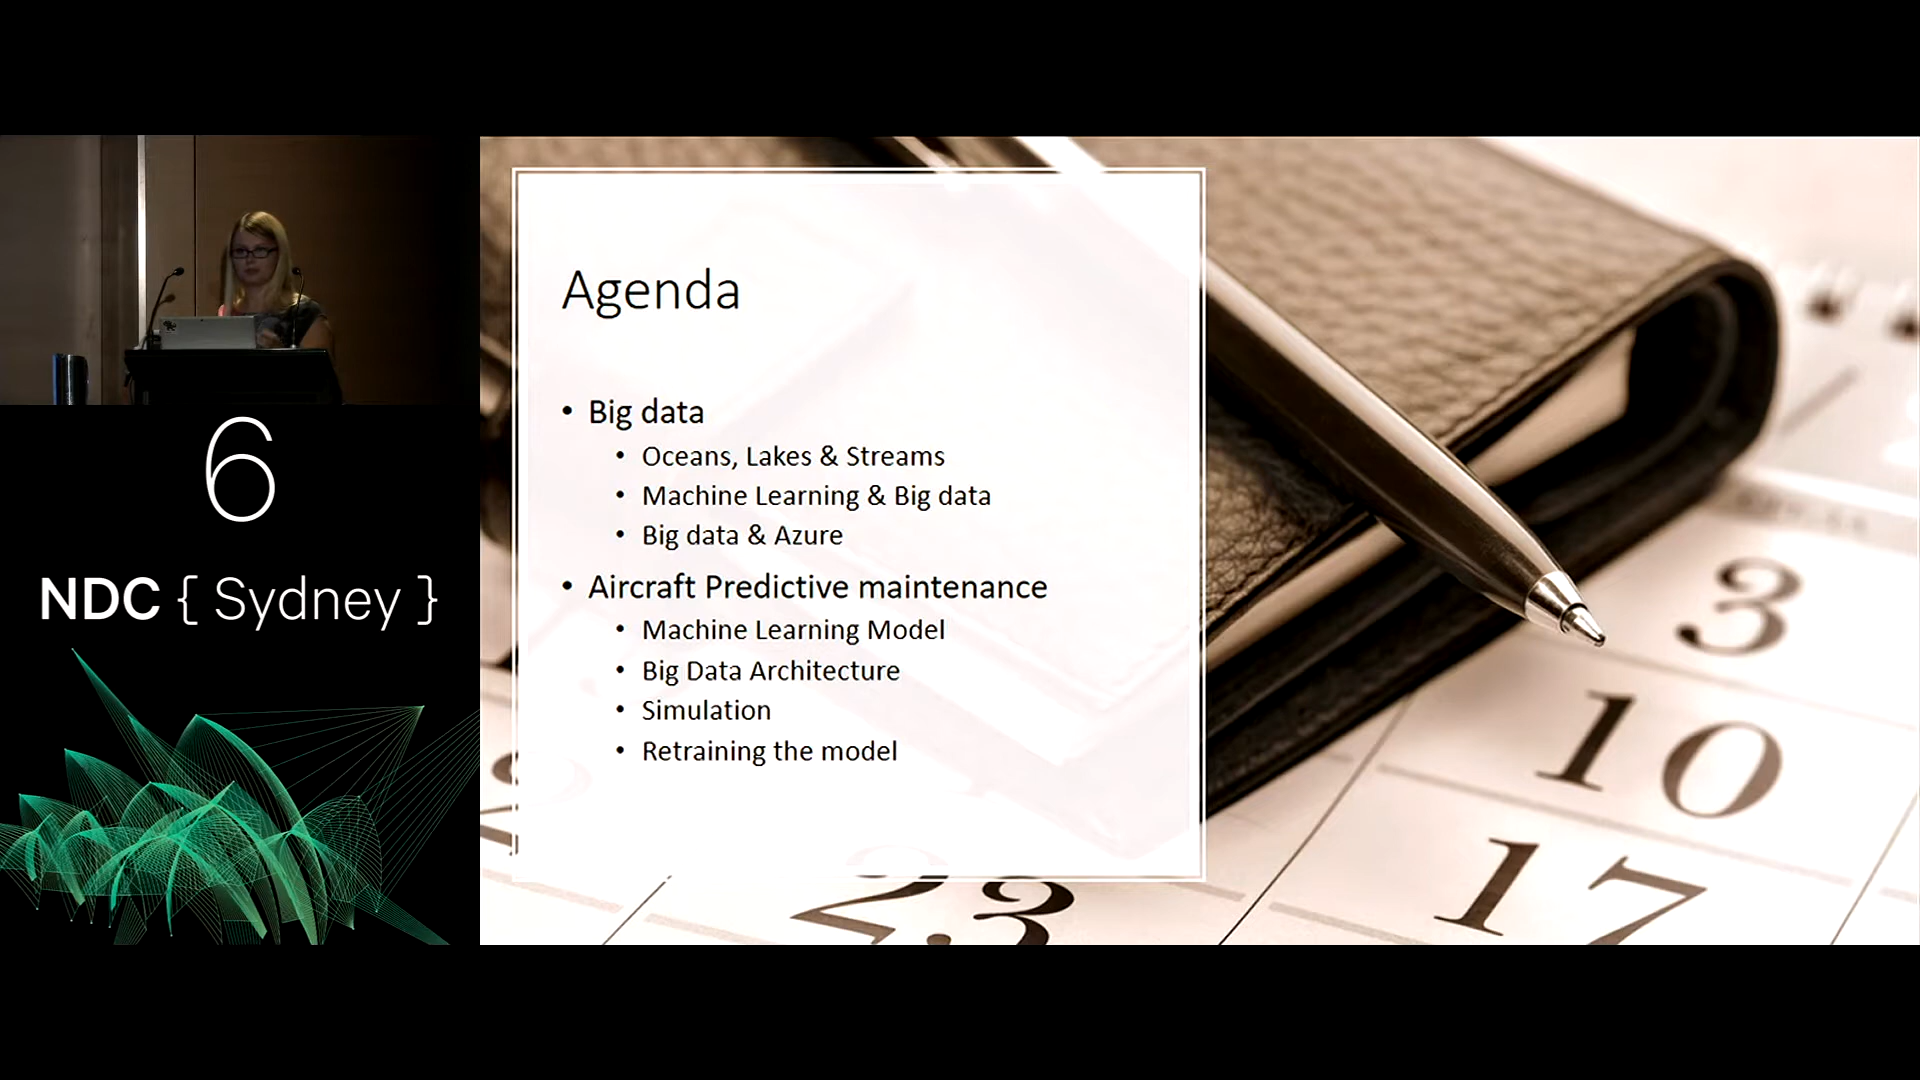 6
NDC { Sydney }
Agenda
• Big data
• Oceans, Lakes & Streams
• Machine Learning & Big data
• Big data & Azure
• Aircraft Predictive maintenance
• Machine Learning Model
• Big Data Architecture
• Simulation
• Retraining the model
3
10
17
23